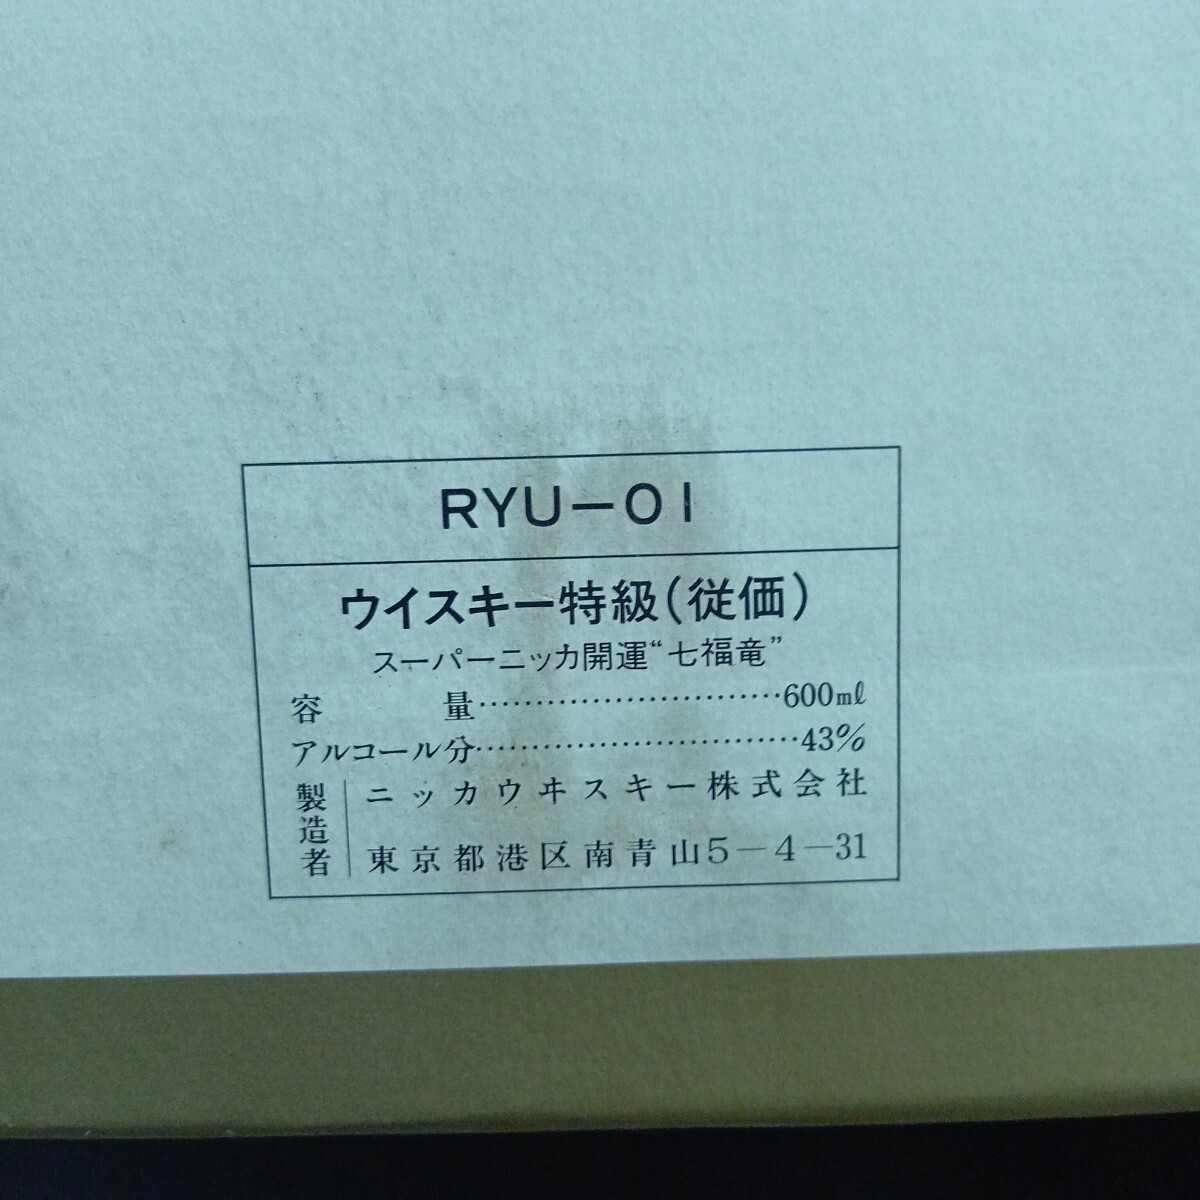 RYU-01
ウイスキー特級(従価)
スーパーニッカ開運“七福竜”
容量…………………………600mℓ
アルコール分…………………………43%
製造者 ニッカウヰスキー株式会社
東京都港区南青山5-4-31